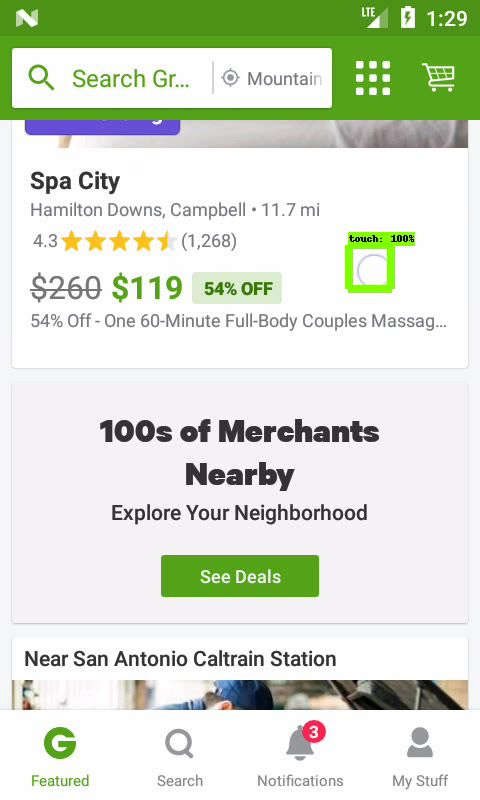 LTE 1:29
Search Gr... Mountain
Spa City
Hamilton Downs, Campbell • 11.7 mi
4.3 (1,268)
touch: 100%
$260 $119 54% OFF
54% Off - One 60-Minute Full-Body Couples Massag...
100s of Merchants
Nearby
Explore Your Neighborhood
See Deals
Near San Antonio Caltrain Station
3
Featured Search Notifications My Stuff